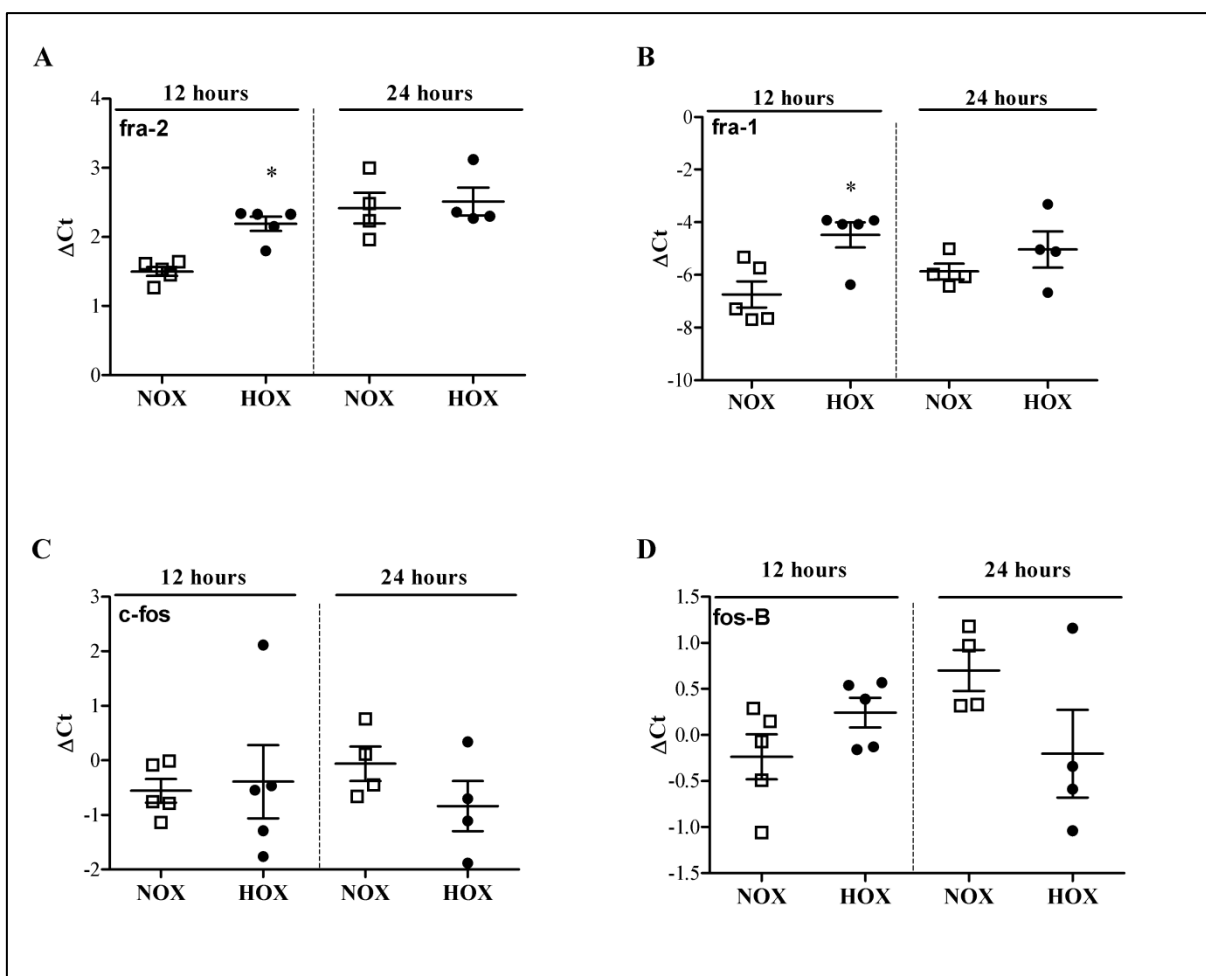 A
12 hours
24 hours
fra-2
*
ΔCt
4
3
2
1
0
NOX
HOX
NOX
HOX
B
12 hours
24 hours
fra-1
*
ΔCt
0
-2
-4
-6
-8
-10
NOX
HOX
NOX
HOX
C
12 hours
24 hours
c-fos
ΔCt
3
2
1
0
-1
-2
NOX
HOX
NOX
HOX
D
12 hours
24 hours
fos-B
ΔCt
1.5
1.0
0.5
0.0
-0.5
-1.0
-1.5
NOX
HOX
NOX
HOX